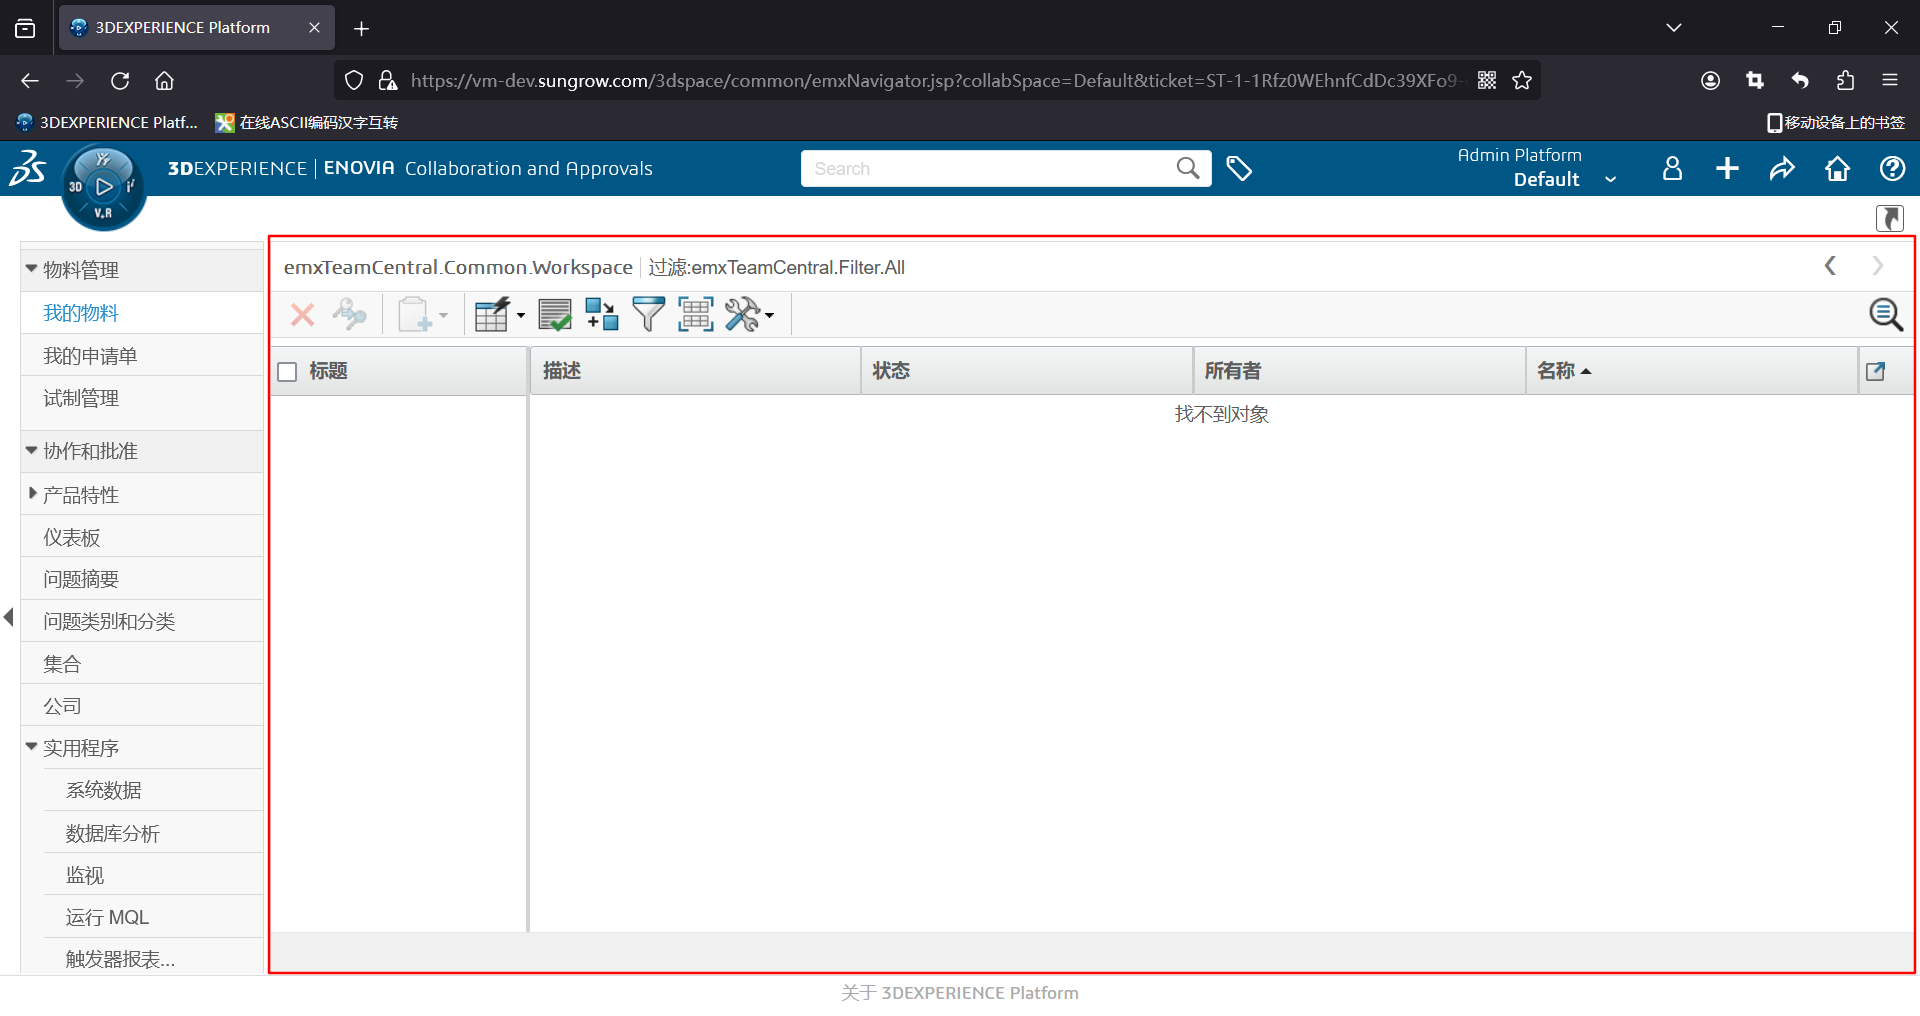 3DEXPERIENCE Platform
https://vm-dev.sungrow.com/3dspace/common/emxNavigator.jsp?collabSpace=Default&ticket=ST-1-1Rfz0WEhnfCdDc39XFo9-
3DEXPERIENCE Platf...
在线ASCII编码汉字互转
移动设备上的书签
3DEXPERIENCE | ENOVIA Collaboration and Approvals
Search
Admin Platform
Default
3D
V.R
物料管理
我的物料
我的申请单
试制管理
协作和批准
产品特性
仪表板
问题摘要
问题类别和分类
集合
公司
实用程序
系统数据
数据库分析
监视
运行 MQL
触发器报表...
emxTeamCentral.Common.Workspace
过滤:emxTeamCentral.Filter.All
标题
描述
状态
所有者
名称
找不到对象
关于 3DEXPERIENCE Platform